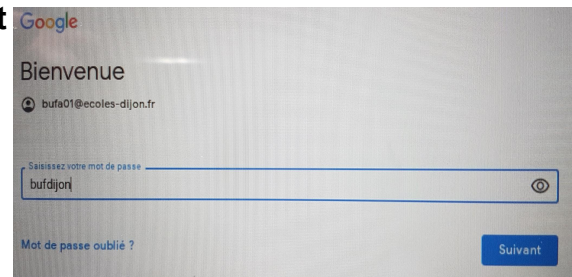 t
Google
Bienvenue
bufa01@ecoles-dijon.fr
Saisissez votre mot de passe
bufdijon
Mot de passe oublié ?
Suivant